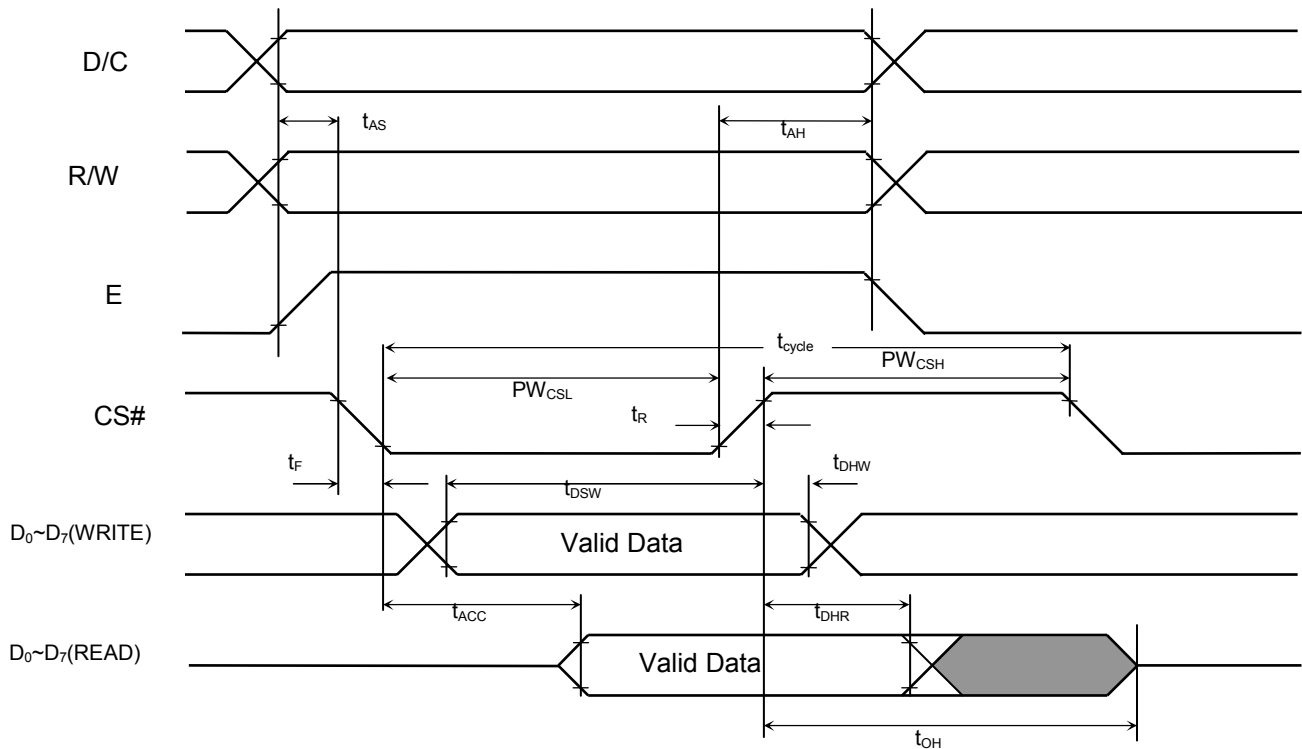 D/C
tAS
tAH
R/W
E
tcycle
PWCSL
PWCSH
CS#
tR
tF
tDSW
tDHW
D0~D7(WRITE)
Valid Data
tACC
tDHR
D0~D7(READ)
Valid Data
tOH